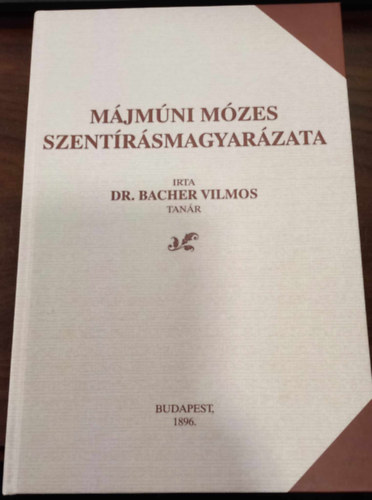 MÁJMÚNI MÓZES
SZENTÍRÁSMAGYARÁZATA
IRTA
DR. BACHER VILMOS
TANÁR
BUDAPEST,
1896.